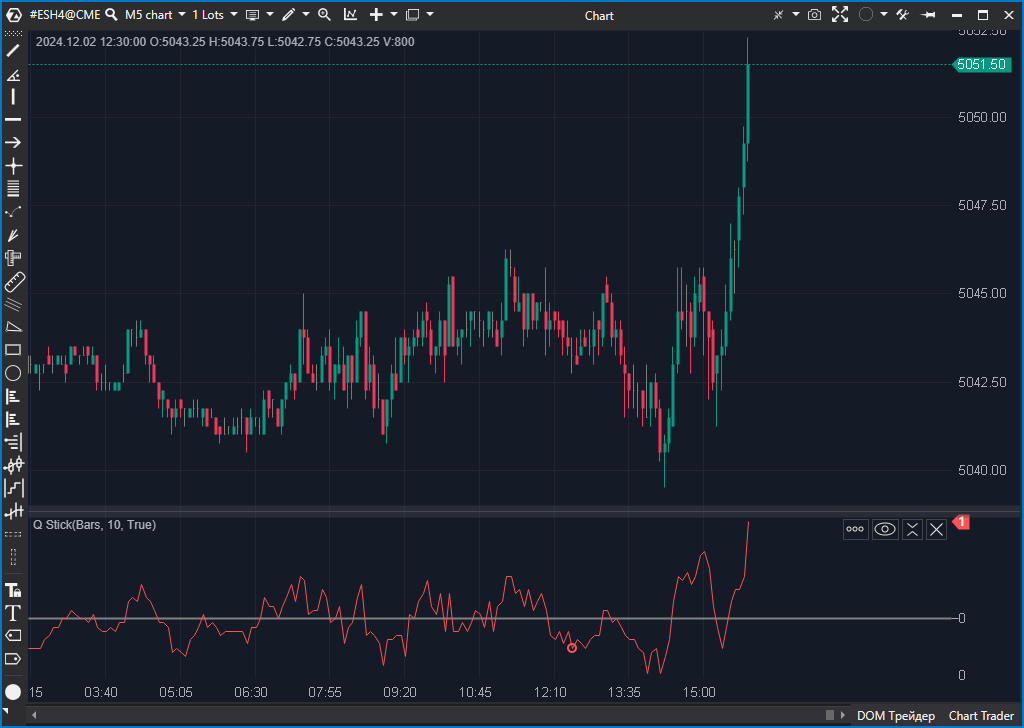 #ESH4@CME M5 chart 1 Lots Chart
2024.12.02 12:30:00 O:5043.25 H:5043.75 L:5042.75 C:5043.25 V:800
5052.50
5051.50
5050.00
5047.50
5045.00
5042.50
5040.00
Q Stick(Bars, 10, True)
1
0
0
15 03:40 05:05 06:30 07:55 09:20 10:45 12:10 13:35 15:00
DOM Трейдер Chart Trader